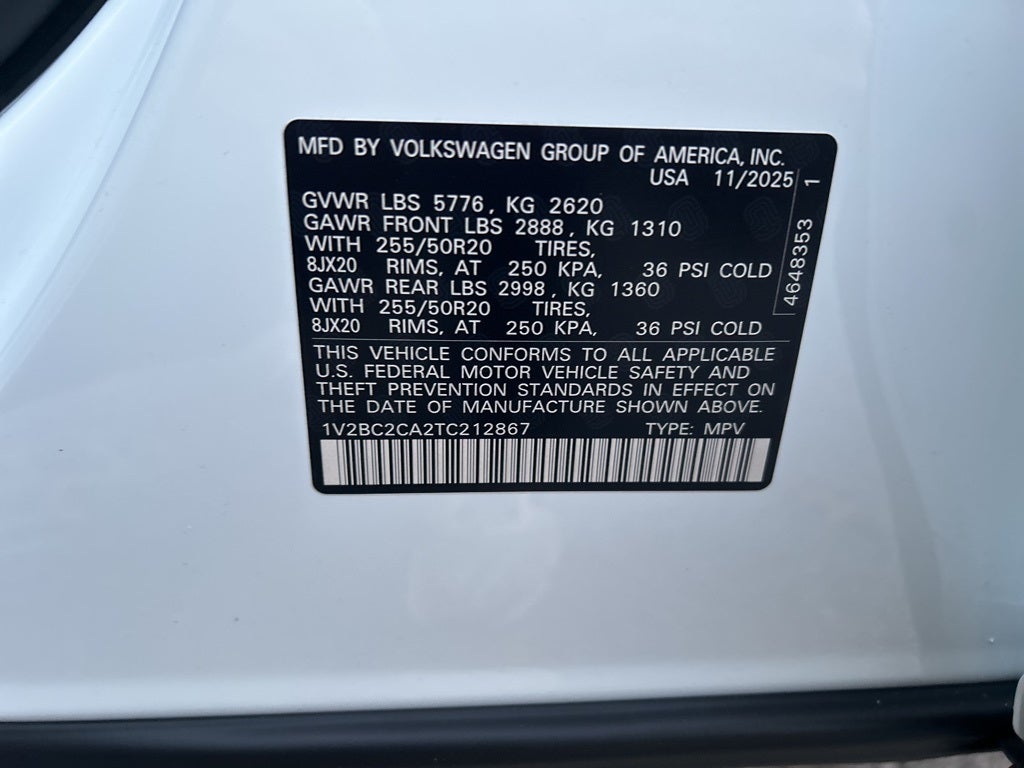 MFD BY VOLKSWAGEN GROUP OF AMERICA, INC.
USA 11/2025
GVWR LBS 5776, KG 2620
GAWR FRONT LBS 2888, KG 1310
WITH 255/50R20 TIRES,
8JX20 RIMS, AT 250 KPA, 36 PSI COLD
GAWR REAR LBS 2998, KG 1360
WITH 255/50R20 TIRES,
8JX20 RIMS, AT 250 KPA, 36 PSI COLD
THIS VEHICLE CONFORMS TO ALL APPLICABLE
U.S. FEDERAL MOTOR VEHICLE SAFETY AND
THEFT PREVENTION STANDARDS IN EFFECT ON
THE DATE OF MANUFACTURE SHOWN ABOVE.
1V2BC2CA2TC212867 TYPE: MPV
4648353 1